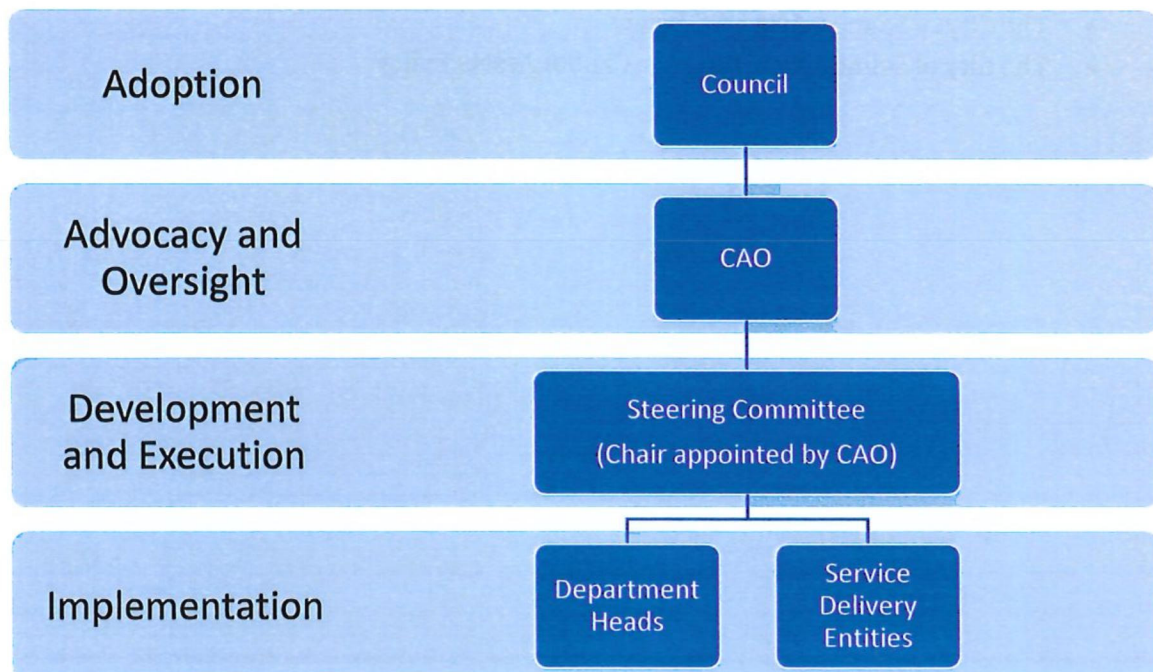 Adoption
Council
Advocacy and
Oversight
CAO
Development
and Execution
Steering Committee
(Chair appointed by CAO)
Implementation
Department
Heads
Service
Delivery
Entities